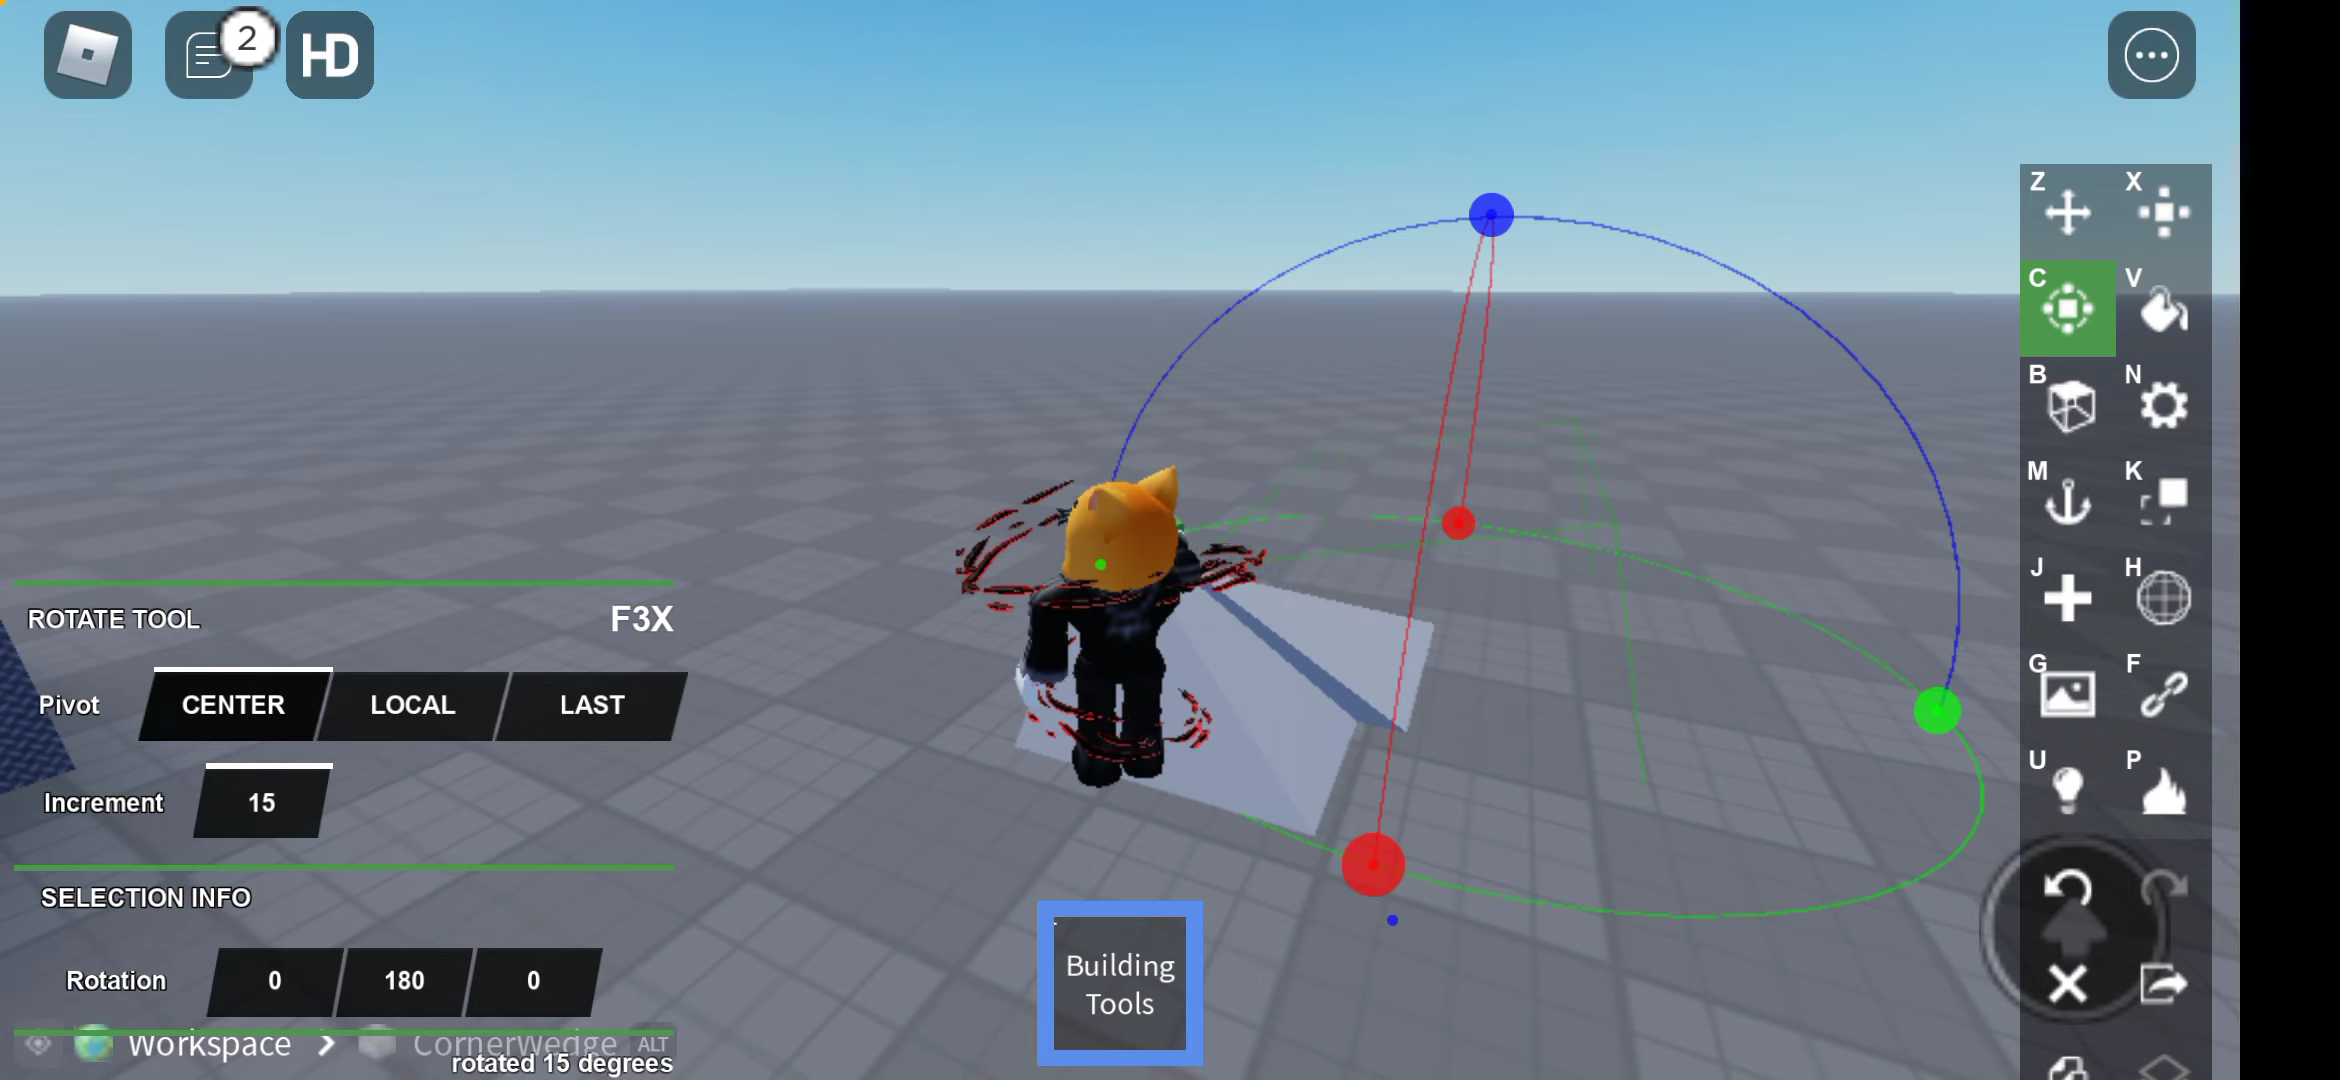 2
HD
Z X
C V
B N
M K
J H
G F
U P
ROTATE TOOL F3X
Pivot CENTER LOCAL LAST
Increment 15
SELECTION INFO
Rotation 0 180 0
Workspace > CornerWedge ALT
rotated 15 degrees
Building
Tools